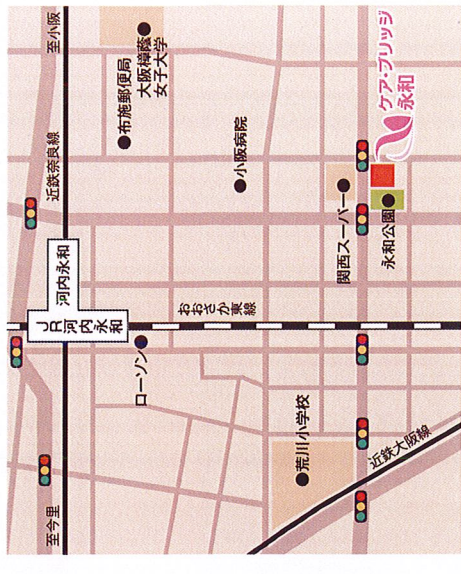 至小阪
大阪樟蔭
女子大学
布施郵便局
近鉄奈良線
小阪病院
ケア・ブリッジ
永和
関西スーパー
永和公園
河内永和
JR河内永和
おおさか東線
ローソン
荒川小学校
近鉄大阪線
至今里